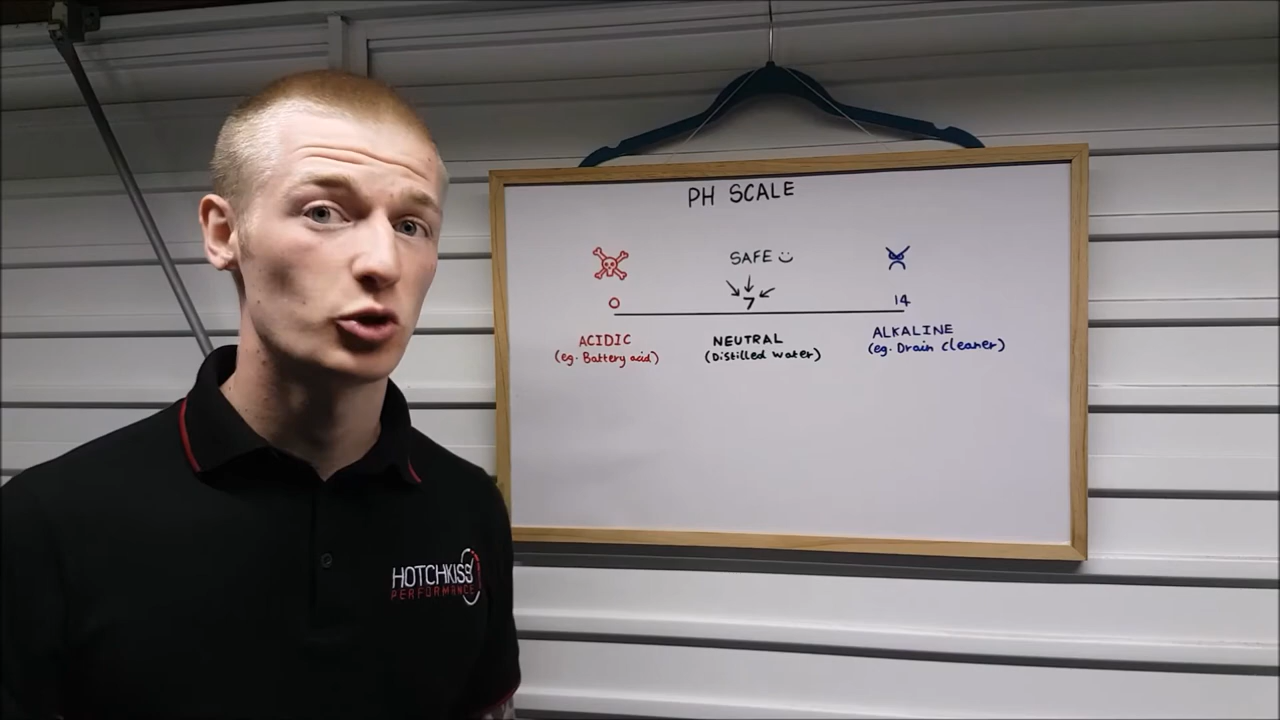 PH SCALE
SAFE
0 7 14
ACIDIC
(eg. Battery acid)
NEUTRAL
(Distilled water)
ALKALINE
(eg. Drain cleaner)
HOTCHKISS
PERFORMANCE